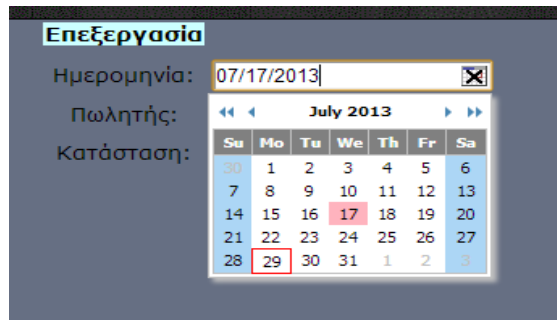 Επεξεργασία
Ημερομηνία: 07/17/2013
Πωλητής:
Κατάσταση:
July 2013
Su Mo Tu We Th Fr Sa
30 1 2 3 4 5 6
7 8 9 10 11 12 13
14 15 16 17 18 19 20
21 22 23 24 25 26 27
28 29 30 31 1 2 3